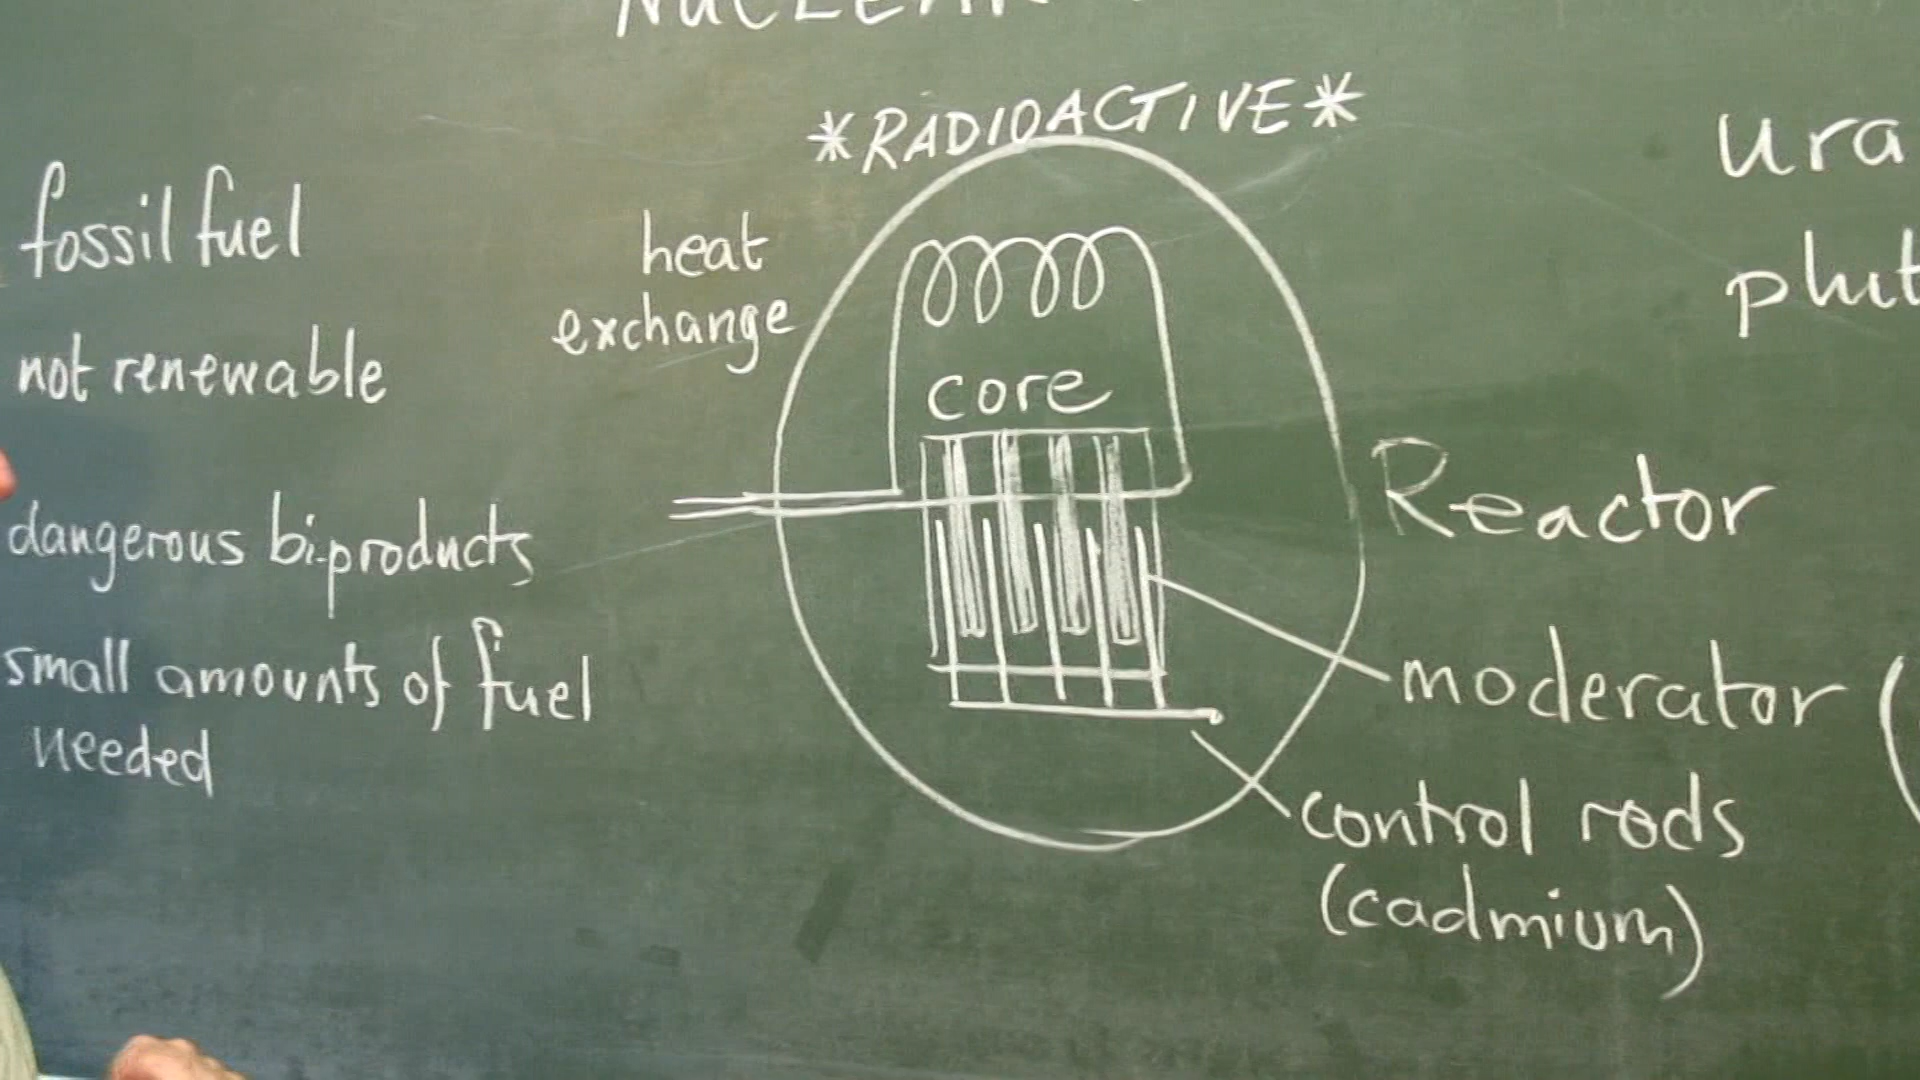 NUCLEAR
*RADIOACTIVE*
fossil fuel
not renewable
dangerous bi-products
small amounts of fuel
needed
heat
exchange
core
Reactor
moderator (
control rods
(cadmium)
ura
plut